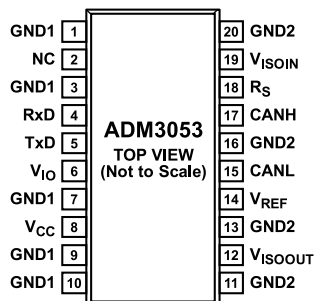 GND1 1 20 GND2
NC 2 19 VISOIN
GND1 3 18 RS
RxD 4 17 CANH
TxD 5 ADM3053 16 GND2
VIO 6 TOP VIEW 15 CANL
GND1 7 (Not to Scale) 14 VREF
VCC 8 13 GND2
GND1 9 12 VISOOUT
GND1 10 11 GND2